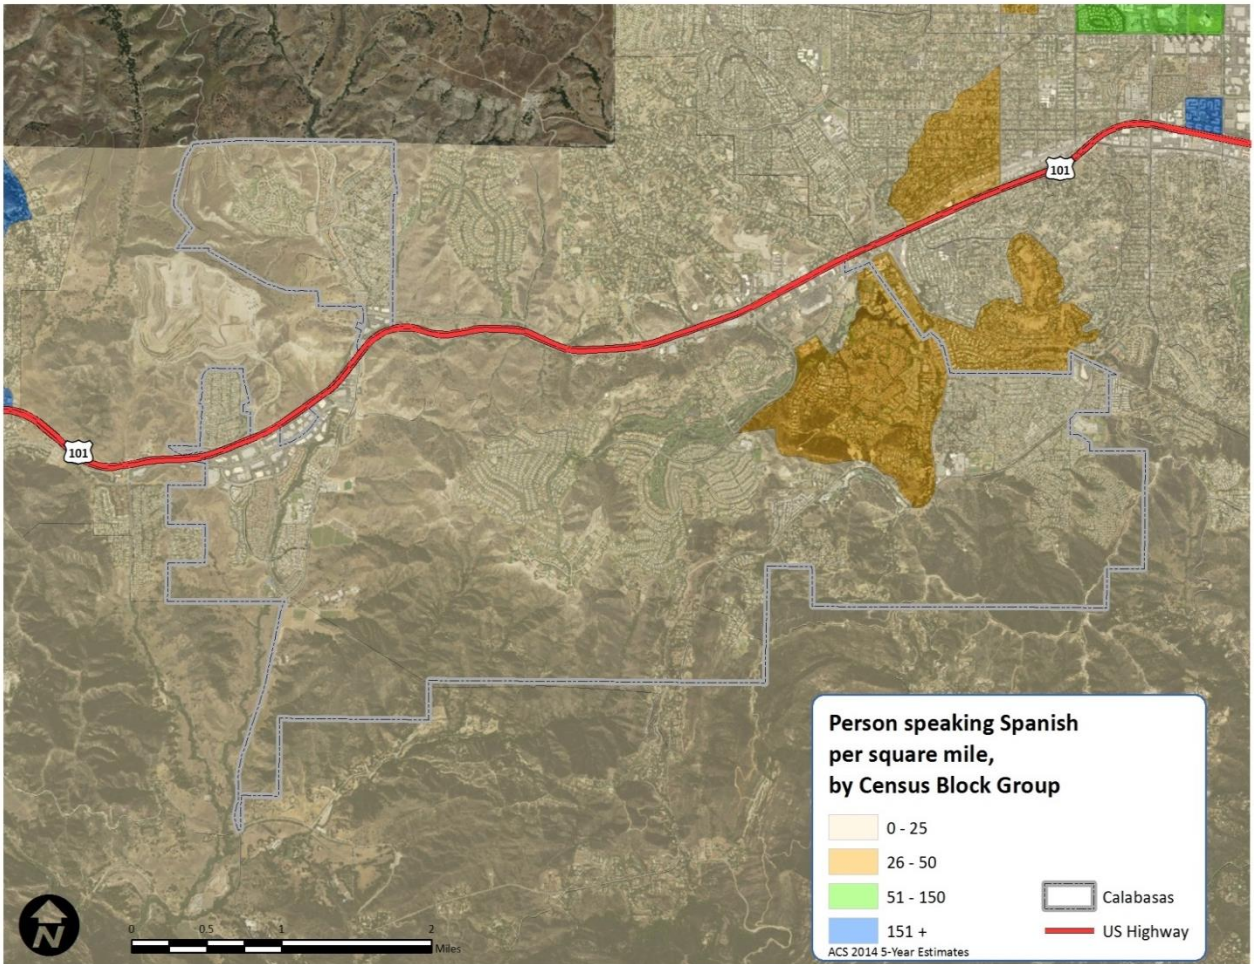 101
101
Person speaking Spanish
per square mile,
by Census Block Group
0 - 25
26 - 50
51 - 150
Calabasas
151 +
US Highway
ACS 2014 5-Year Estimates
N
0 0.5 1 2
Miles